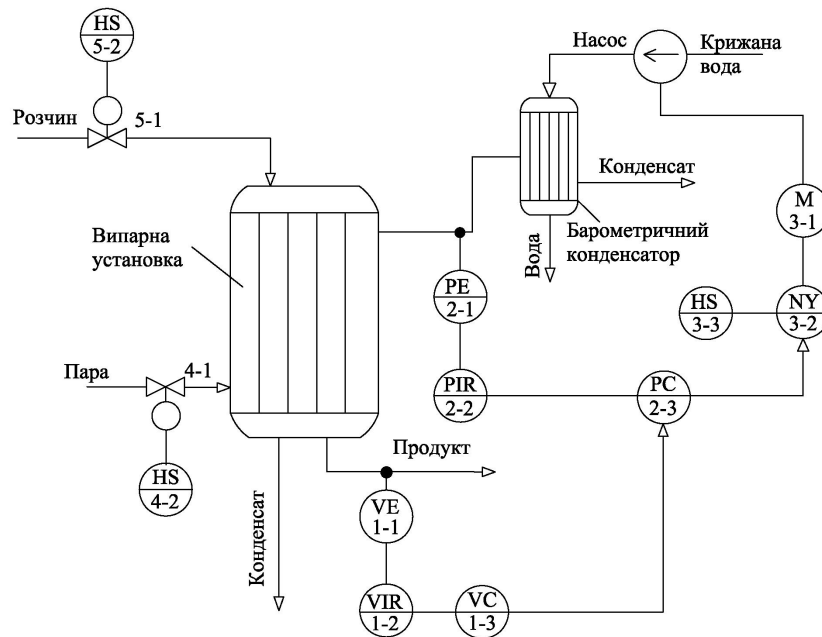 HS
5-2
Насос
Крижана
вода
Розчин
5-1
Конденсат
М
3-1
Випарна
установка
Вода
Барометричний
конденсатор
PE
2-1
HS
3-3
NY
3-2
Пара
4-1
PIR
2-2
PC
2-3
HS
4-2
Продукт
Конденсат
VE
1-1
VIR
1-2
VC
1-3